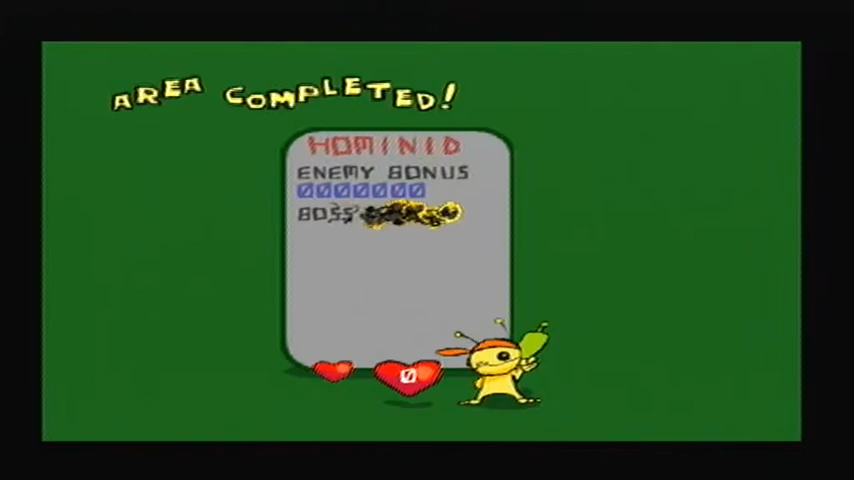 AREA COMPLETED!
HOMINID
ENEMY BONUS
0000000
BOSS
0